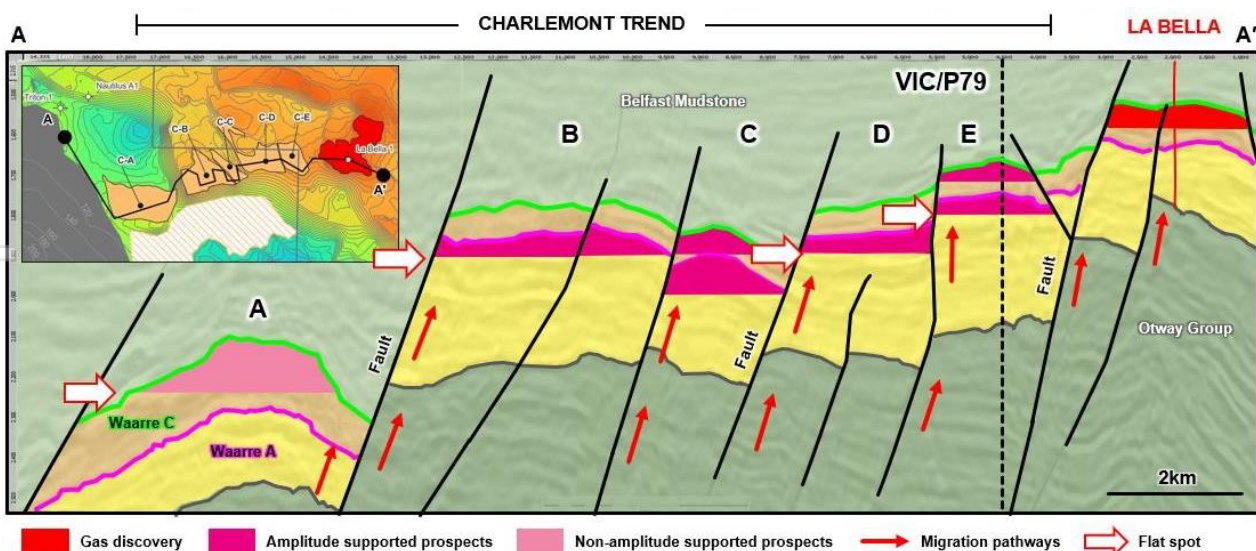 CHARLEMONT TREND
LA BELLA
A
A'
Nautilus A1
Triton-1
A
C-A
C-B
C-C
C-D
C-E
La Bella 1
A'
Belfast Mudstone
VIC/P79
B
C
D
E
A
Fault
Fault
Fault
Otway Group
Waarre C
Waarre A
2km
Gas discovery
Amplitude supported prospects
Non-amplitude supported prospects
Migration pathways
Flat spot